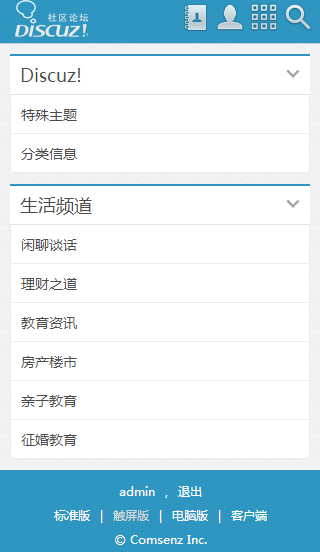 社区论坛
DISCUZ!
Discuz!
特殊主题
分类信息
生活频道
闲聊谈话
理财之道
教育资讯
房产楼市
亲子教育
征婚教育
admin , 退出
标准版 | 触屏版 | 电脑版 | 客户端
© Comsenz Inc.